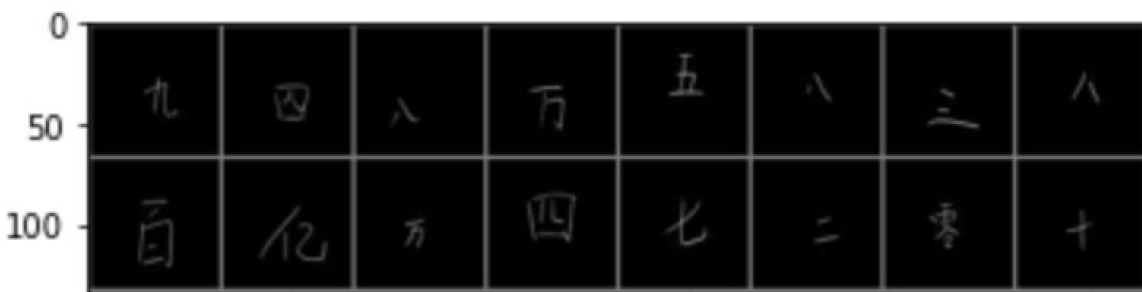 0
九 四 八 万 五 八 三 八
50
百 亿 万 四 七 二 零 十
100